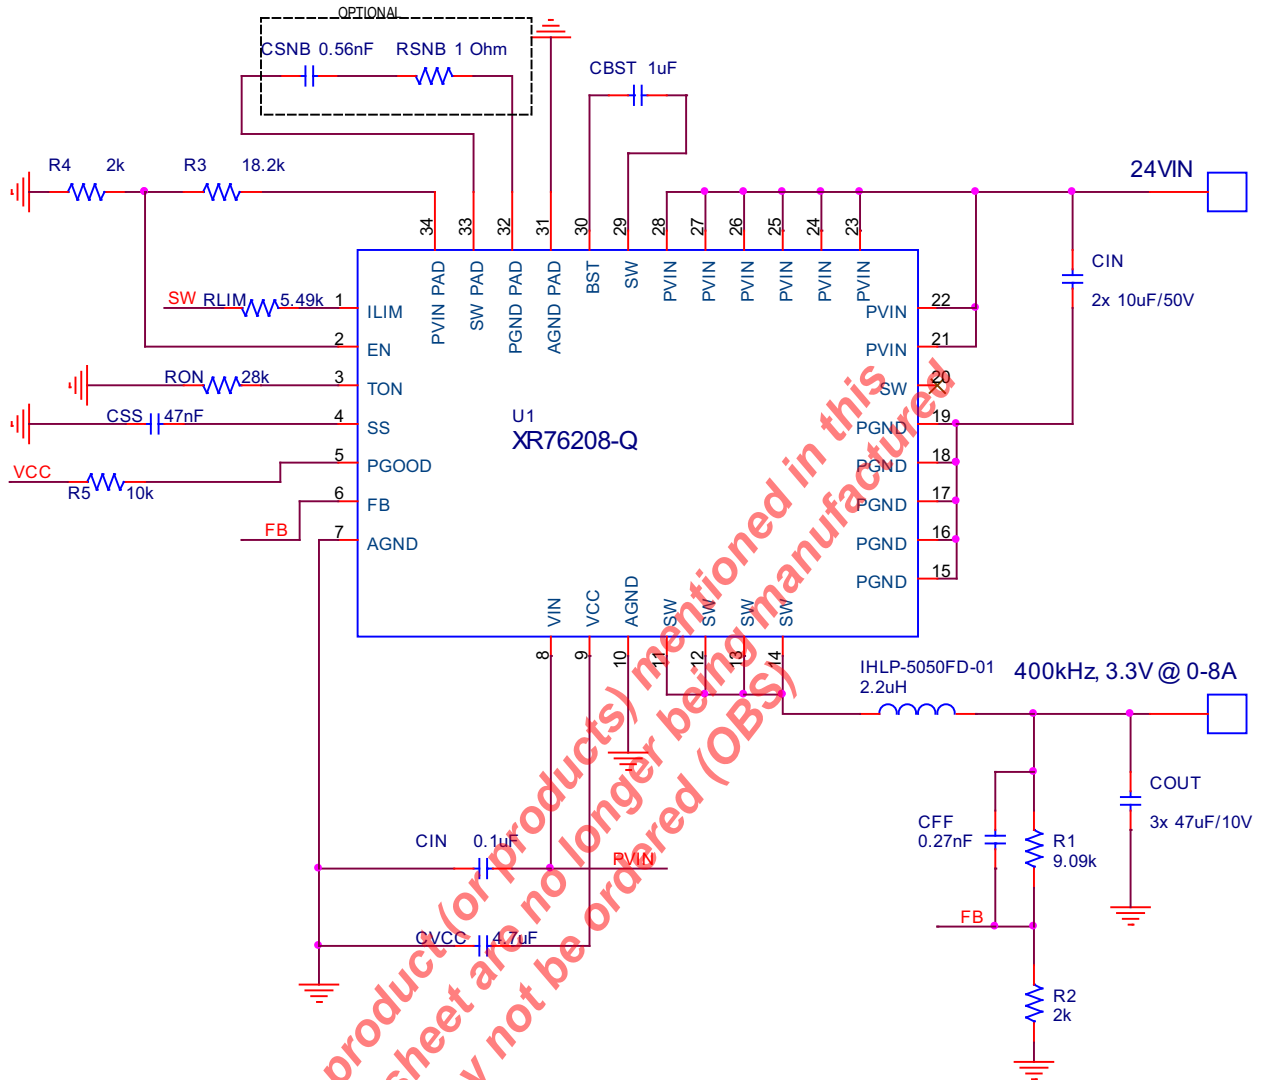 OPTIONAL
CSNB 0.56nF RSNB 1 Ohm
CBST 1uF
R4 2k R3 18.2k
24VIN
34 33 32 31 30 29 28 27 26 25 24 23
PVIN PAD
SW PAD
PGND PAD
AGND PAD
BST
SW
PVIN
PVIN
PVIN
PVIN
PVIN
PVIN
CIN
2x 10uF/50V
SW RLIM 5.49k 1 ILIM
2 EN
RON 28k 3 TON
CSS 47nF 4 SS
VCC R5 10k 5 PGOOD
FB 6 FB
7 AGND
U1
XR76208-Q
PVIN 22
PVIN 21
SW 20
PGND 19
PGND 18
PGND 17
PGND 16
PGND 15
VIN
VCC
AGND
SW
SW
SW
SW
8 9 10 11 12 13 14
IHLP-5050FD-01
2.2uH
400kHz, 3.3V @ 0-8A
COUT
3x 47uF/10V
CFF
0.27nF
R1
9.09k
FB
R2
2k
CIN 0.1uF
PVIN
CVCC 4.7uF
product (or products) mentioned in this
sheet are no longer being manufactured
y not be ordered (OBS)